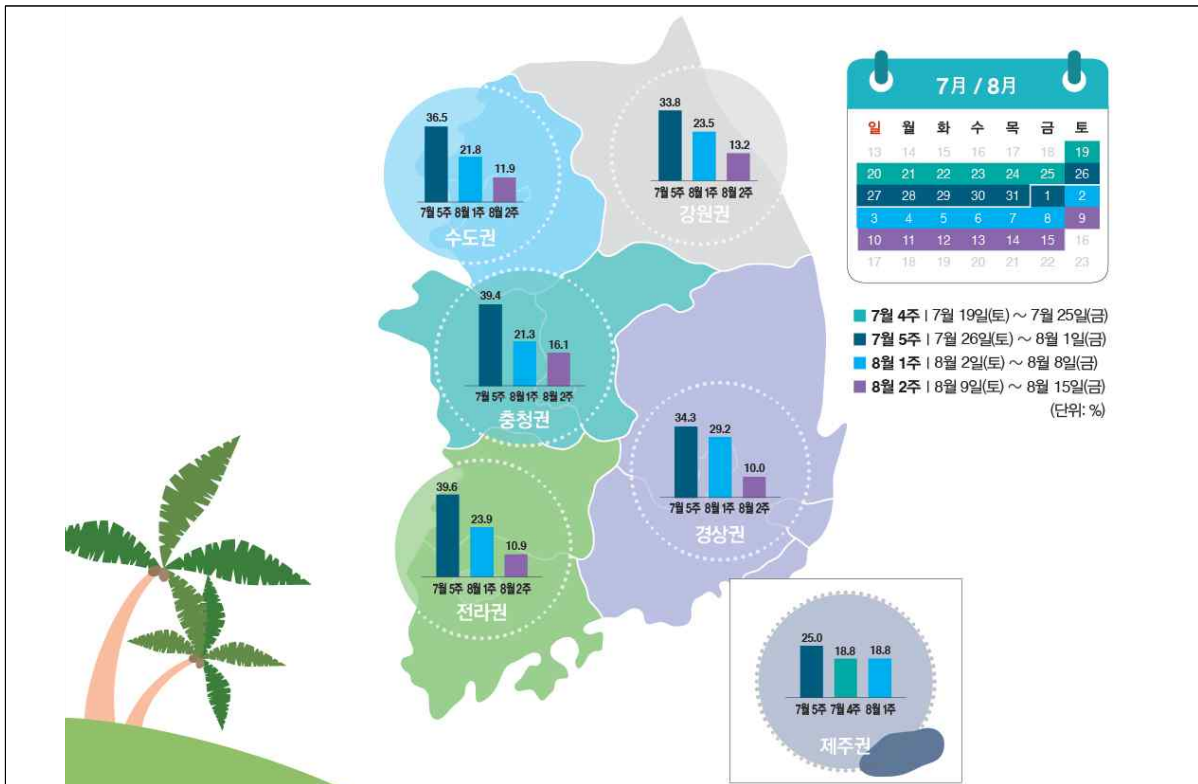 7月 / 8月
일 월 화 수 목 금 토
13 14 15 16 17 18 19
20 21 22 23 24 25 26
27 28 29 30 31 1 2
3 4 5 6 7 8 9
10 11 12 13 14 15 16
17 18 19 20 21 22 23
7월 4주 | 7월 19일(토) ~ 7월 25일(금)
7월 5주 | 7월 26일(토) ~ 8월 1일(금)
8월 1주 | 8월 2일(토) ~ 8월 8일(금)
8월 2주 | 8월 9일(토) ~ 8월 15일(금)
(단위: %)
36.5 21.8 11.9
7월 5주 8월 1주 8월 2주
수도권
33.8 23.5 13.2
7월 5주 8월 1주 8월 2주
강원권
39.4 21.3 16.1
7월 5주 8월 1주 8월 2주
충청권
34.3 29.2 10.0
7월 5주 8월 1주 8월 2주
경상권
39.6 23.9 10.9
7월 5주 8월 1주 8월 2주
전라권
25.0 18.8 18.8
7월 5주 7월 4주 8월 1주
제주권